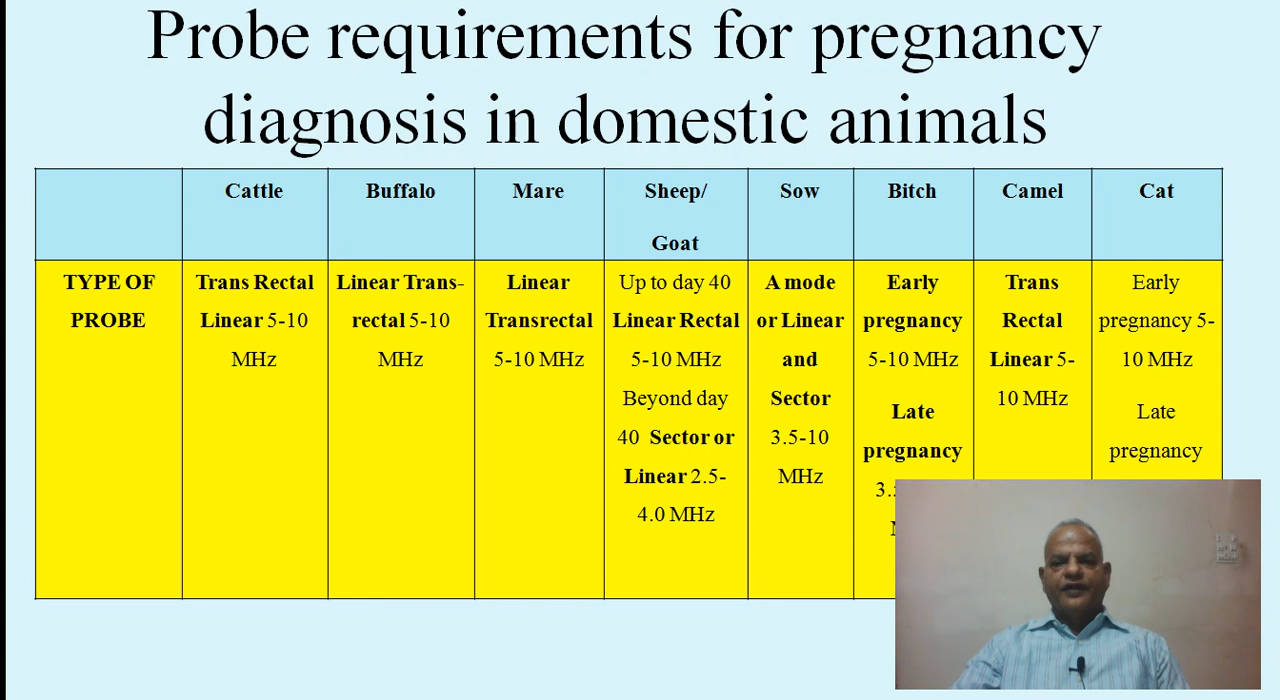 Probe requirements for pregnancy
diagnosis in domestic animals
Cattle
Buffalo
Mare
Sheep/
Goat
Sow
Bitch
Camel
Cat
TYPE OF
PROBE
Trans Rectal
Linear 5-10
MHz
Linear Trans-
rectal 5-10
MHz
Linear
Transrectal
5-10 MHz
Up to day 40
Linear Rectal
5-10 MHz
Beyond day
40 Sector or
Linear 2.5-
4.0 MHz
A mode
or Linear
and
Sector
3.5-10
MHz
Early
pregnancy
5-10 MHz
Late
pregnancy
Trans
Rectal
Linear 5-
10 MHz
Early
pregnancy 5-
10 MHz
Late
pregnancy